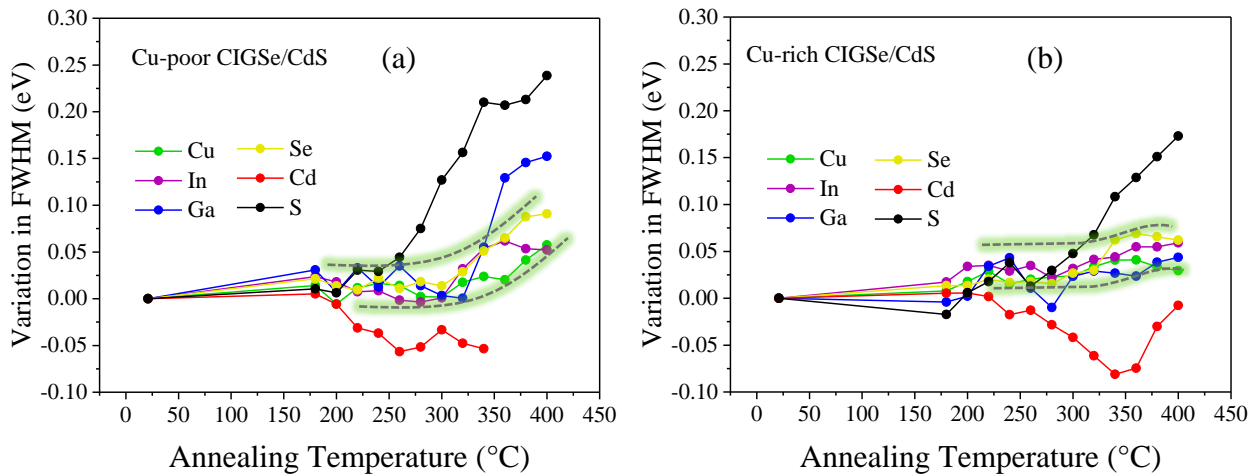 Variation in FWHM (eV)
0.30
0.25
0.20
0.15
0.10
0.05
0.00
-0.05
-0.10
Cu-poor CIGSe/CdS (a)
Cu Se
In Cd
Ga S
0 50 100 150 200 250 300 350 400 450
Annealing Temperature (°C)
Variation in FWHM (eV)
0.30
0.25
0.20
0.15
0.10
0.05
0.00
-0.05
-0.10
Cu-rich CIGSe/CdS (b)
Cu Se
In Cd
Ga S
0 50 100 150 200 250 300 350 400 450
Annealing Temperature (°C)